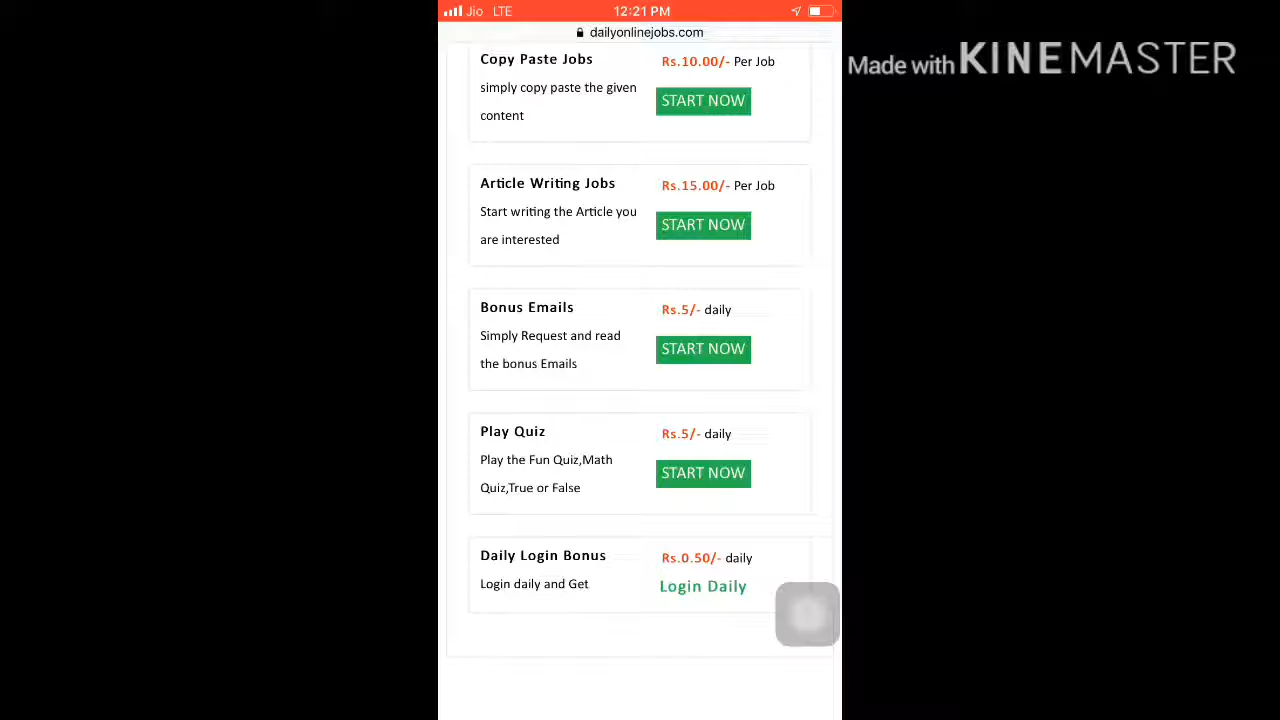 Jio LTE 12:21 PM
dailyonlinejobs.com
Made with KINEMASTER
Copy Paste Jobs
Rs.10.00/- Per Job
simply copy paste the given
content
START NOW
Article Writing Jobs
Rs.15.00/- Per Job
Start writing the Article you
are interested
START NOW
Bonus Emails
Rs.5/- daily
Simply Request and read
the bonus Emails
START NOW
Play Quiz
Rs.5/- daily
Play the Fun Quiz,Math
Quiz,True or False
START NOW
Daily Login Bonus
Rs.0.50/- daily
Login daily and Get
Login Daily